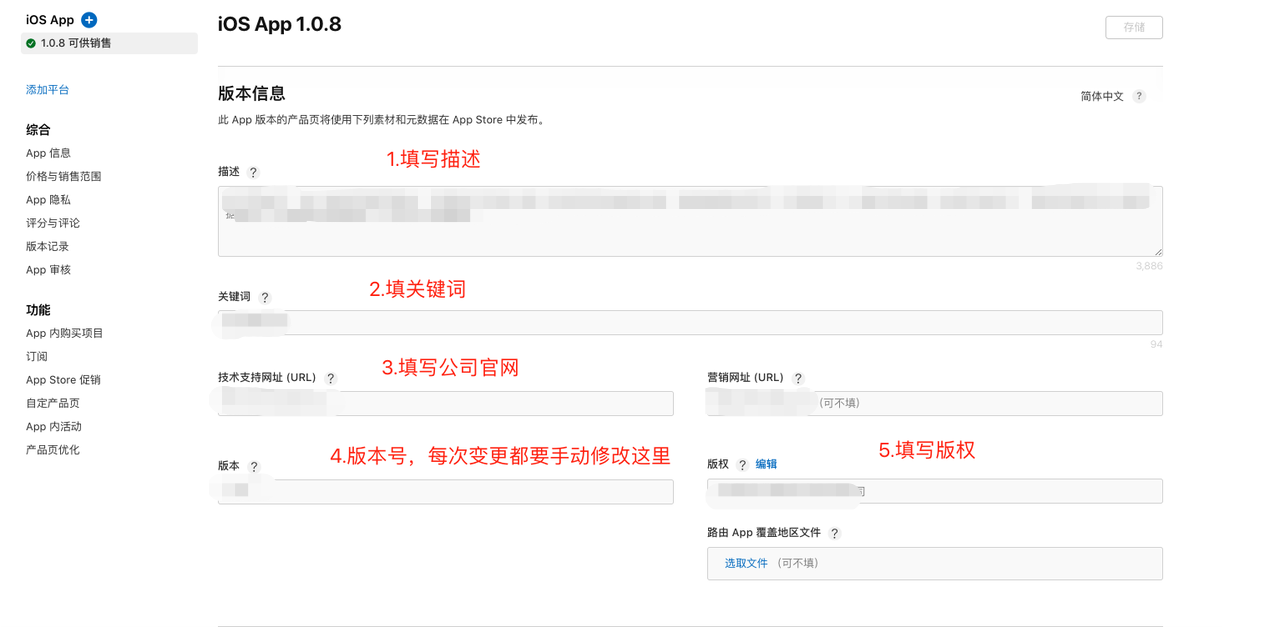 iOS App
1.0.8 可供销售
添加平台
综合
App 信息
价格与销售范围
App 隐私
评分与评论
版本记录
App 审核
功能
App 内购买项目
订阅
App Store 促销
自定产品页
App 内活动
产品页优化
iOS App 1.0.8
存储
版本信息
简体中文 ?
此 App 版本的产品页将使用下列素材和元数据在 App Store 中发布。
1.填写描述
描述 ?
3,886
2.填关键词
关键词 ?
94
3.填写公司官网
技术支持网址 (URL) ?
营销网址 (URL) ?
(可不填)
4.版本号，每次变更都要手动修改这里
版本 ?
5.填写版权
版权 ? 编辑
司
路由 App 覆盖地区文件 ?
选取文件 (可不填)